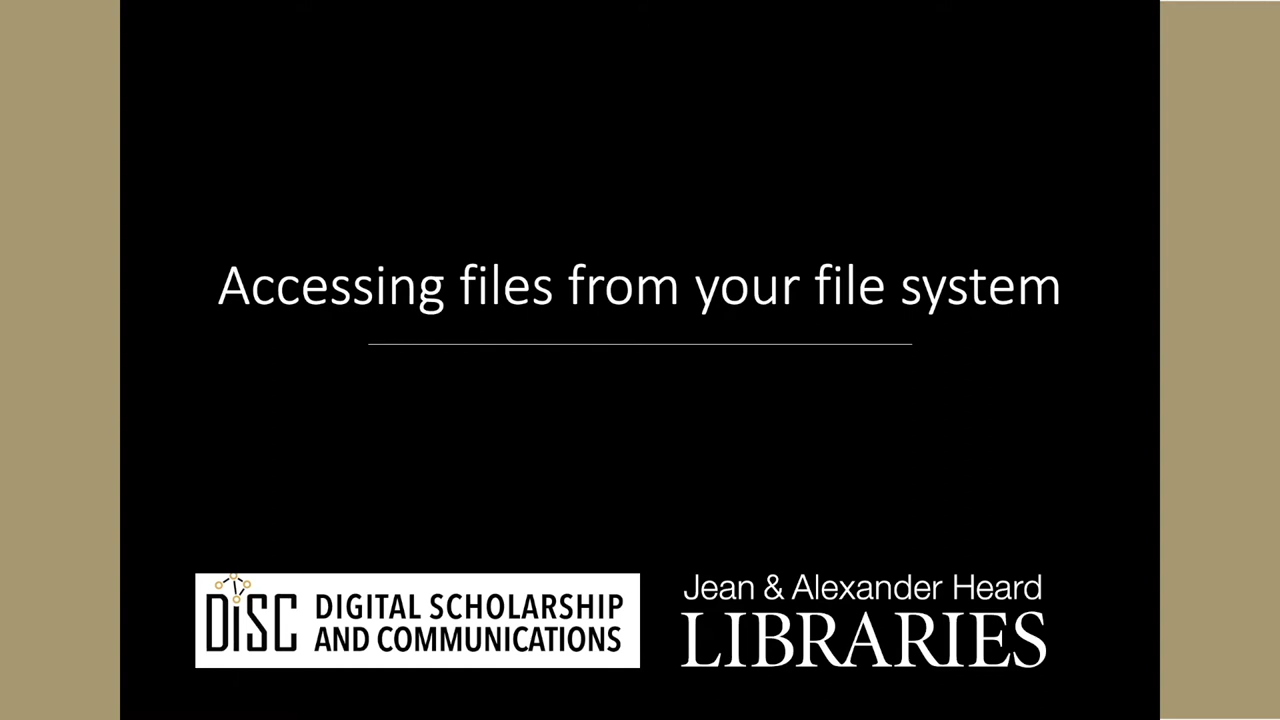 Accessing files from your file system
DiSC DIGITAL SCHOLARSHIP
AND COMMUNICATIONS
Jean & Alexander Heard
LIBRARIES